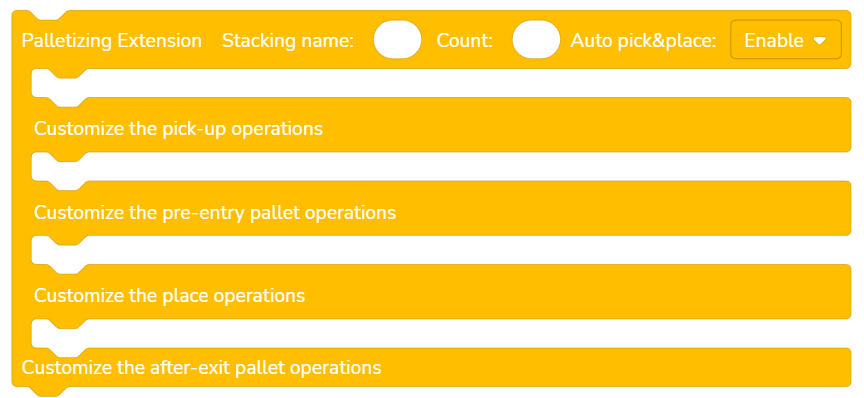 Palletizing Extension Stacking name: Count: Auto pick&place: Enable
Customize the pick-up operations
Customize the pre-entry pallet operations
Customize the place operations
Customize the after-exit pallet operations